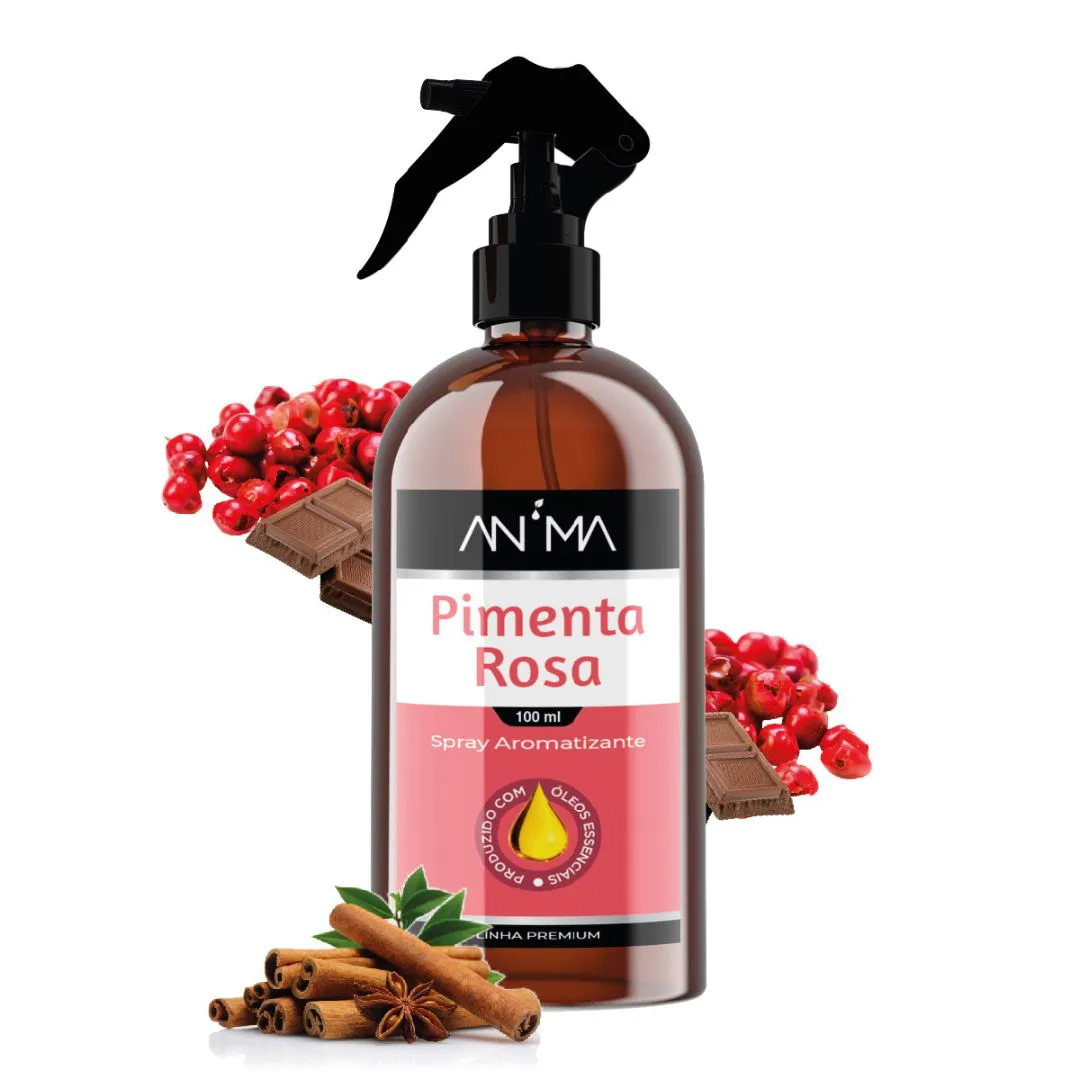 AN'MA
Pimenta
Rosa
100 ml
Spray Aromatizante
PRODUZIDO COM ÓLEOS ESSENCIAIS
LINHA PREMIUM